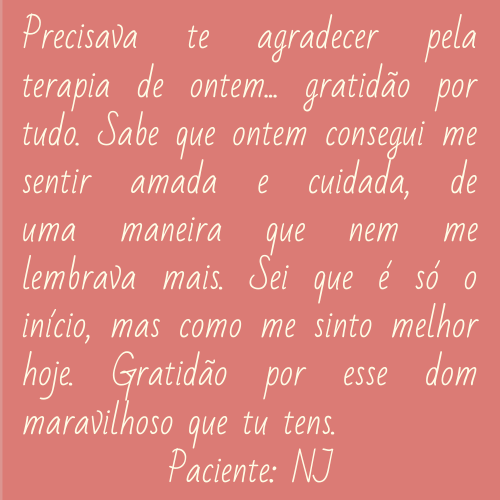 Precisava te agradecer pela
terapia de ontem... gratidão por
tudo. Sabe que ontem consegui me
sentir amada e cuidada, de
uma maneira que nem me
lembrava mais. Sei que é só o
início, mas como me sinto melhor
hoje. Gratidão por esse dom
maravilhoso que tu tens.
Paciente: NJ